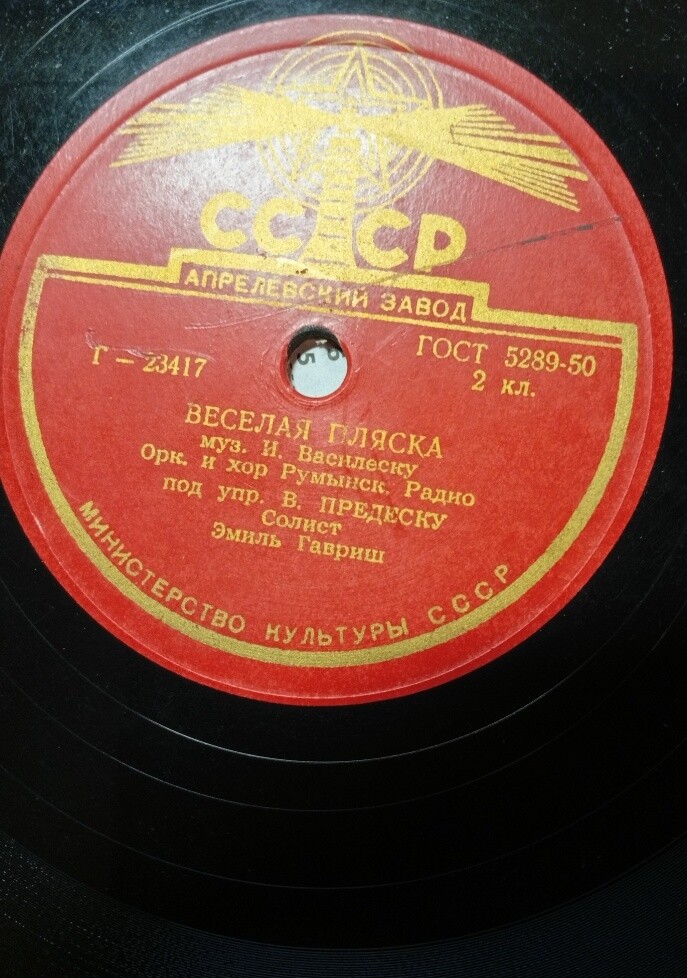 СССР
АПРЕЛЕВСКИЙ ЗАВОД
Г — 23417
ГОСТ 5289-50
2 кл.
ВЕСЕЛАЯ ПЛЯСКА
муз. И. Василеску
Орк. и хор Румынск. Радио
под упр. В. ПРЕДЕСКУ
Солист
Эмиль Гавриш
МИНИСТЕРСТВО КУЛЬТУРЫ СССР